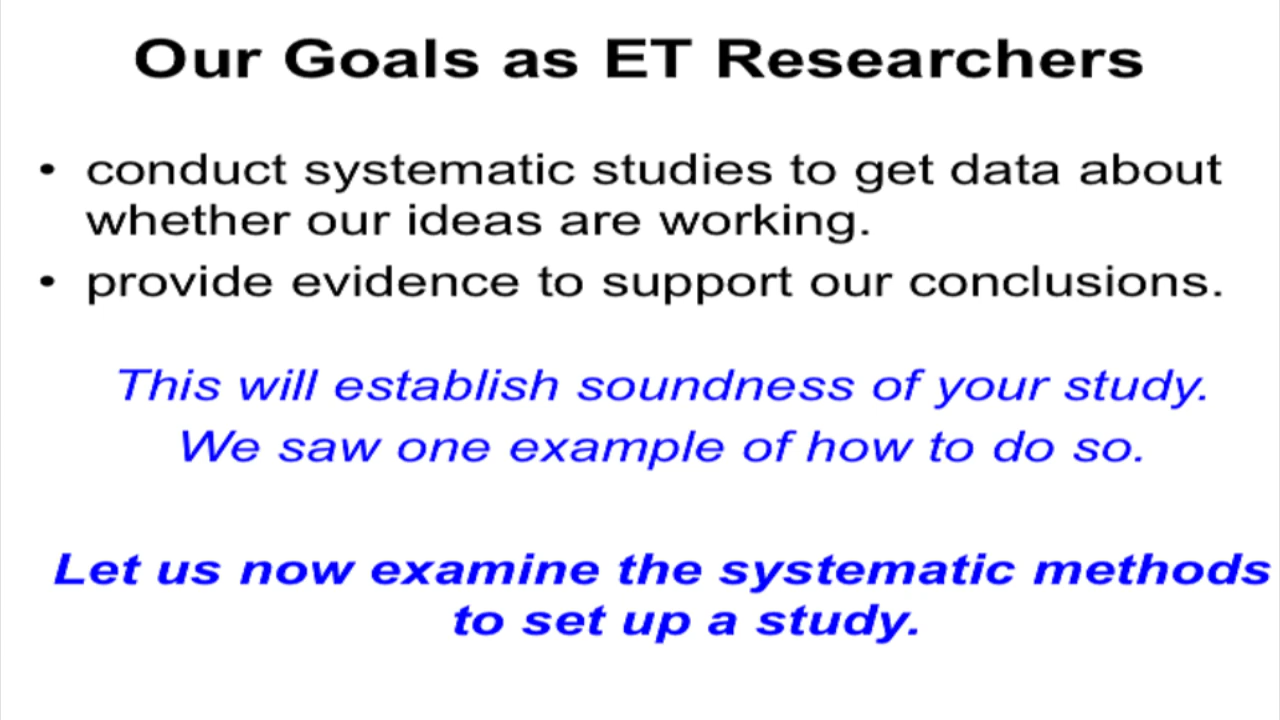 Our Goals as ET Researchers
• conduct systematic studies to get data about
whether our ideas are working.
• provide evidence to support our conclusions.
This will establish soundness of your study.
We saw one example of how to do so.
Let us now examine the systematic methods
to set up a study.